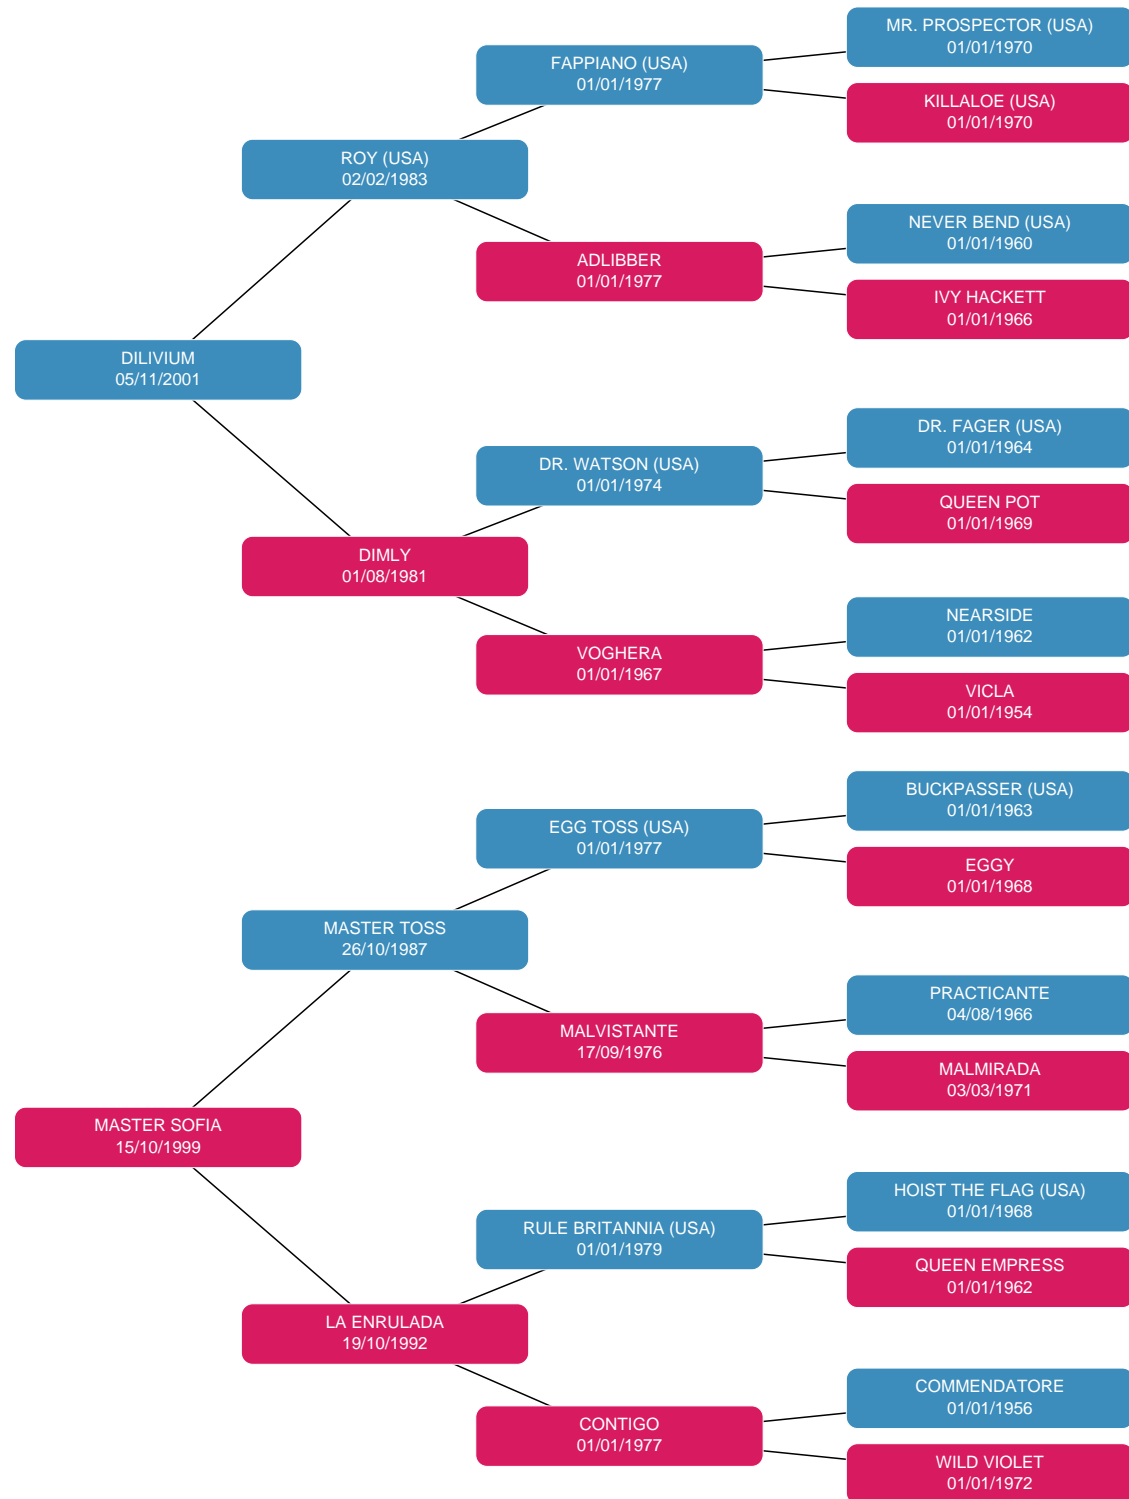 MR. PROSPECTOR (USA)
01/01/1970
FAPPIANO (USA)
01/01/1977
KILLALOE (USA)
01/01/1970
ROY (USA)
02/02/1983
NEVER BEND (USA)
01/01/1960
ADLIBBER
01/01/1977
IVY HACKETT
01/01/1966
DILIVIUM
05/11/2001
DR. FAGER (USA)
01/01/1964
DR. WATSON (USA)
01/01/1974
QUEEN POT
01/01/1969
DIMLY
01/08/1981
NEARSIDE
01/01/1962
VOGHERA
01/01/1967
VICLA
01/01/1954
BUCKPASSER (USA)
01/01/1963
EGG TOSS (USA)
01/01/1977
EGGY
01/01/1968
MASTER TOSS
26/10/1987
PRACTICANTE
04/08/1966
MALVISTANTE
17/09/1976
MALMIRADA
03/03/1971
MASTER SOFIA
15/10/1999
HOIST THE FLAG (USA)
01/01/1968
RULE BRITANNIA (USA)
01/01/1979
QUEEN EMPRESS
01/01/1962
LA ENRULADA
19/10/1992
COMMENDATORE
01/01/1956
CONTIGO
01/01/1977
WILD VIOLET
01/01/1972